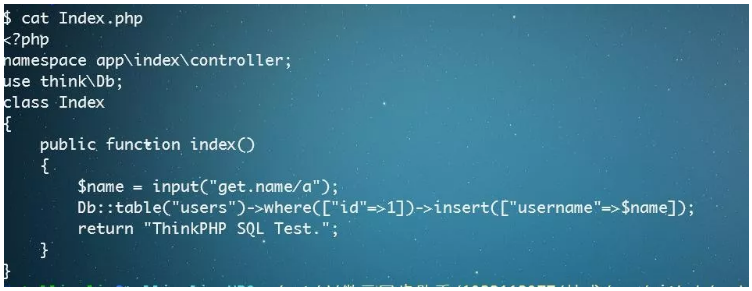 $ cat Index.php
<?php
namespace app\index\controller;
use think\Db;
class Index
{
    public function index()
    {
        $name = input("get.name/a");
        Db::table("users")->where(["id"=>1])->insert(["username"=>$name]);
        return "ThinkPHP SQL Test.";
    }
}